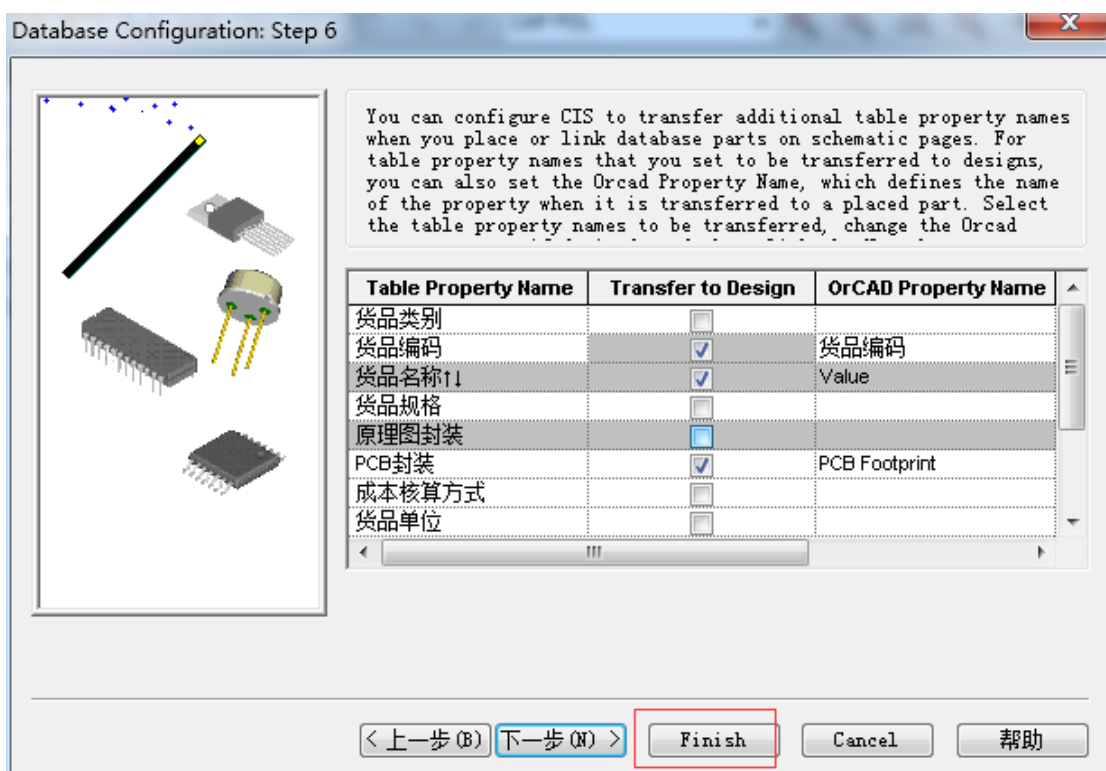 Database Configuration: Step 6
You can configure CIS to transfer additional table property names
when you place or link database parts on schematic pages. For
table property names that you set to be transferred to designs,
you can also set the Orcad Property Name, which defines the name
of the property when it is transferred to a placed part. Select
the table property names to be transferred, change the Orcad
Table Property Name Transfer to Design OrCAD Property Name
货品类别
货品编码 货品编码
货品名称↑↓ Value
货品规格
原理图封装
PCB封装 PCB Footprint
成本核算方式
货品单位
< 上一步(B) 下一步(N) > Finish Cancel 帮助